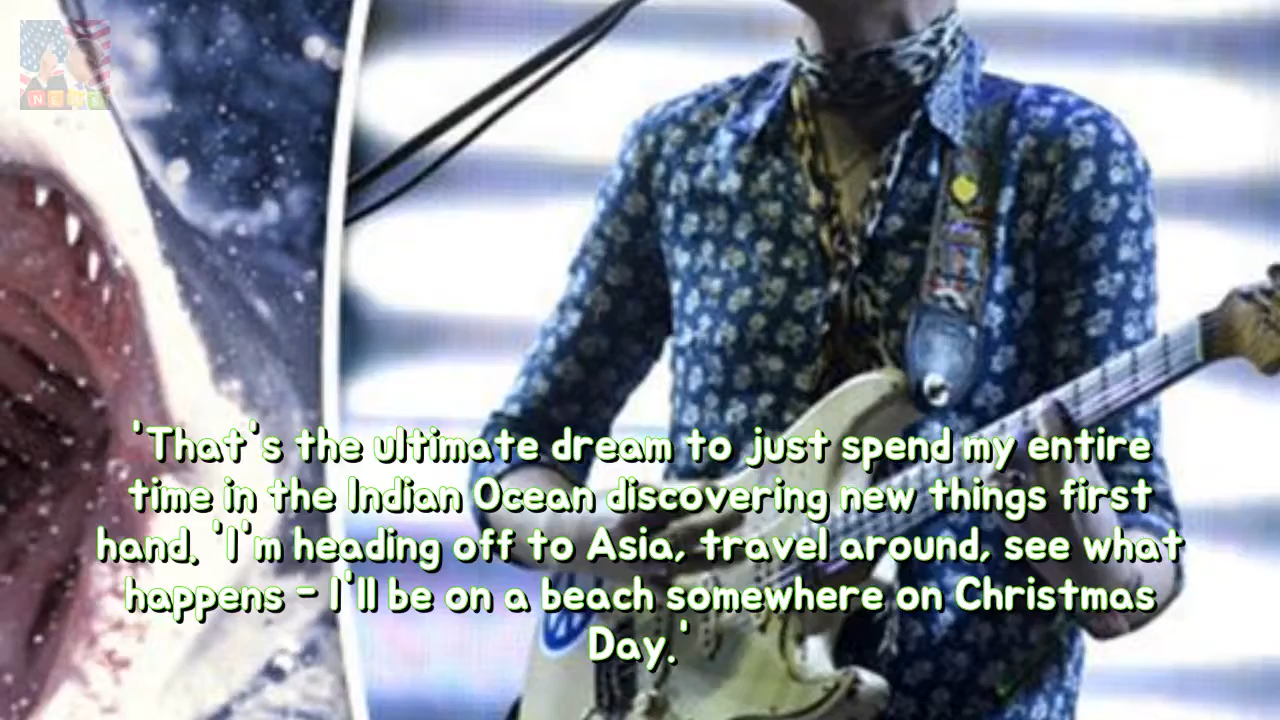 NEWS
'That's the ultimate dream to just spend my entire
time in the Indian Ocean discovering new things first
hand. 'I'm heading off to Asia, travel around, see what
happens - I'll be on a beach somewhere on Christmas
Day.'